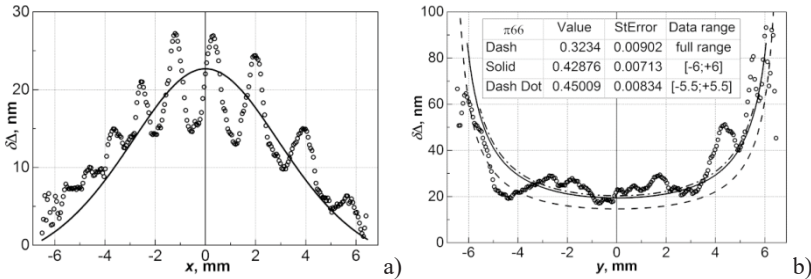 δΔ, nm
40
30
20
10
0
-6 -4 -2 0 2 4 6
x, mm
a)
δΔ, nm
100
80
60
40
20
0
π66 Value StError Data range
Dash 0.3234 0.00902 full range
Solid 0.42876 0.00713 [-6;+6]
Dash Dot 0.45009 0.00834 [-5.5;+5.5]
-6 -4 -2 0 2 4 6
y, mm
b)